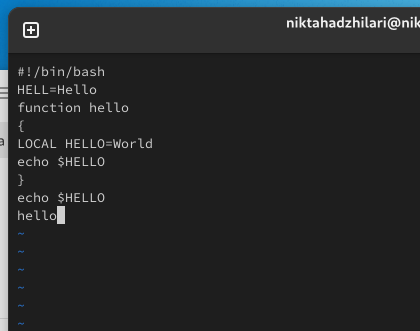 niktahadzhilari@nik
#!/bin/bash
HELL=Hello
function hello
{
LOCAL HELLO=World
echo $HELLO
}
echo $HELLO
hello
~
~
~
~
~
~